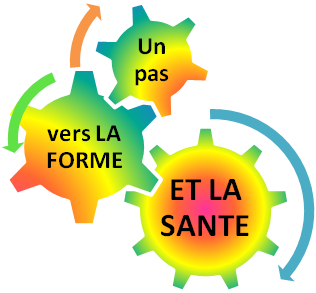 Un
pas
vers LA
FORME
ET LA
SANTE